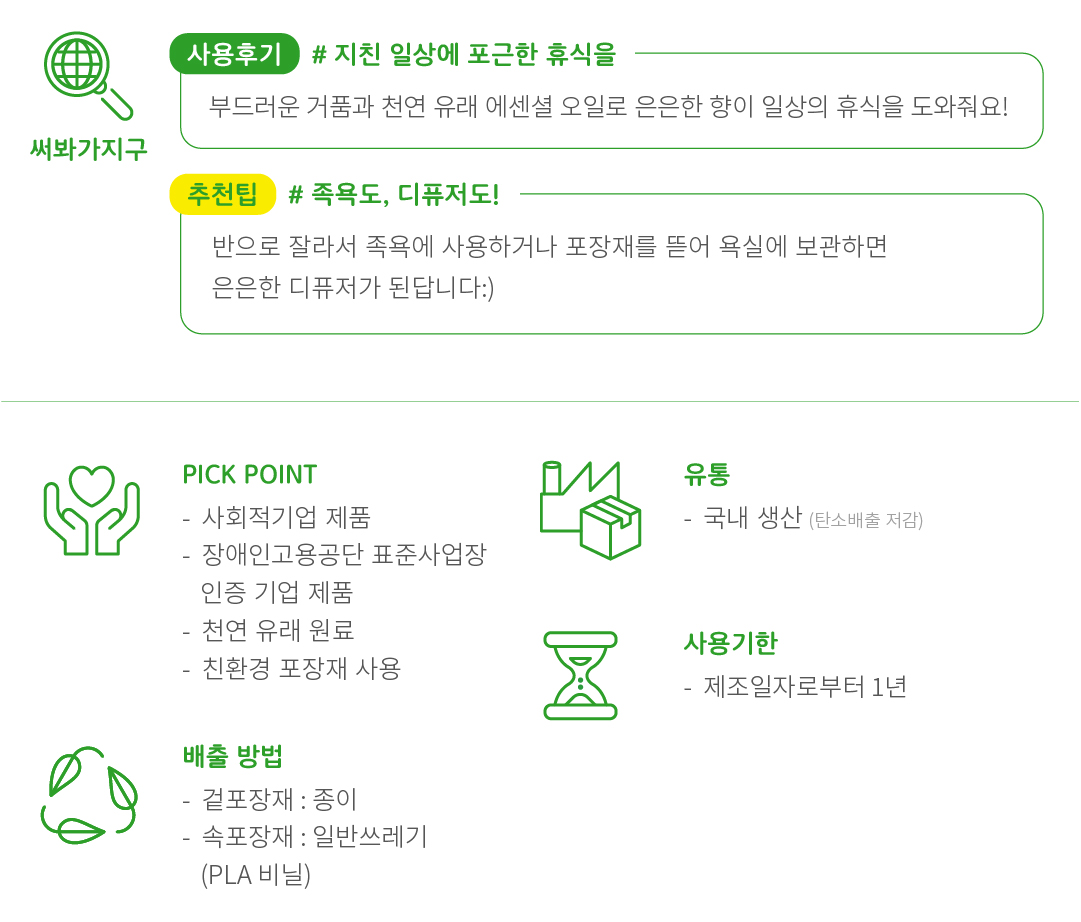 써봐가지구
사용후기 # 지친 일상에 포근한 휴식을
부드러운 거품과 천연 유래 에센셜 오일로 은은한 향이 일상의 휴식을 도와줘요!
추천팁 # 족욕도, 디퓨저도!
반으로 잘라서 족욕에 사용하거나 포장재를 뜯어 욕실에 보관하면
은은한 디퓨저가 된답니다:)
PICK POINT
- 사회적기업 제품
- 장애인고용공단 표준사업장
인증 기업 제품
- 천연 유래 원료
- 친환경 포장재 사용
유통
- 국내 생산 (탄소배출 저감)
사용기한
- 제조일자로부터 1년
배출 방법
- 겉포장재 : 종이
- 속포장재 : 일반쓰레기
(PLA 비닐)